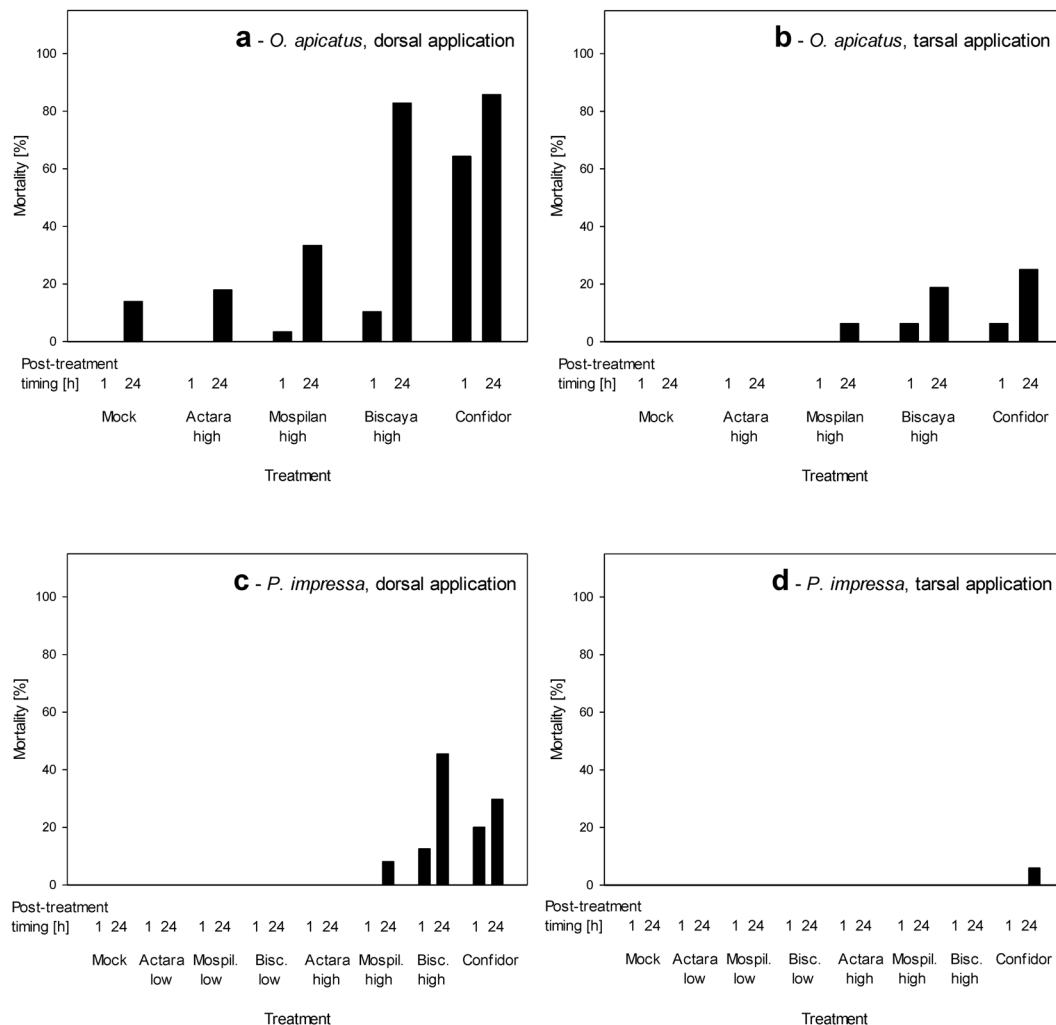 a - O. apicatus, dorsal application
100
80
60
40
20
0
Mortality [%]
Post-treatment
timing [h] 1 24 1 24 1 24 1 24 1 24
Mock Actara Mospilan Biscaya Confidor
high high high
Treatment
b - O. apicatus, tarsal application
100
80
60
40
20
0
Mortality [%]
Post-treatment
timing [h] 1 24 1 24 1 24 1 24 1 24
Mock Actara Mospilan Biscaya Confidor
high high high
Treatment
c - P. impressa, dorsal application
100
80
60
40
20
0
Mortality [%]
Post-treatment
timing [h] 1 24 1 24 1 24 1 24 1 24 1 24 1 24 1 24
Mock Actara Mospil. Bisc. Actara Mospil. Bisc. Confidor
low low low high high high
Treatment
d - P. impressa, tarsal application
100
80
60
40
20
0
Mortality [%]
Post-treatment
timing [h] 1 24 1 24 1 24 1 24 1 24 1 24 1 24 1 24
Mock Actara Mospil. Bisc. Actara Mospil. Bisc. Confidor
low low low high high high
Treatment